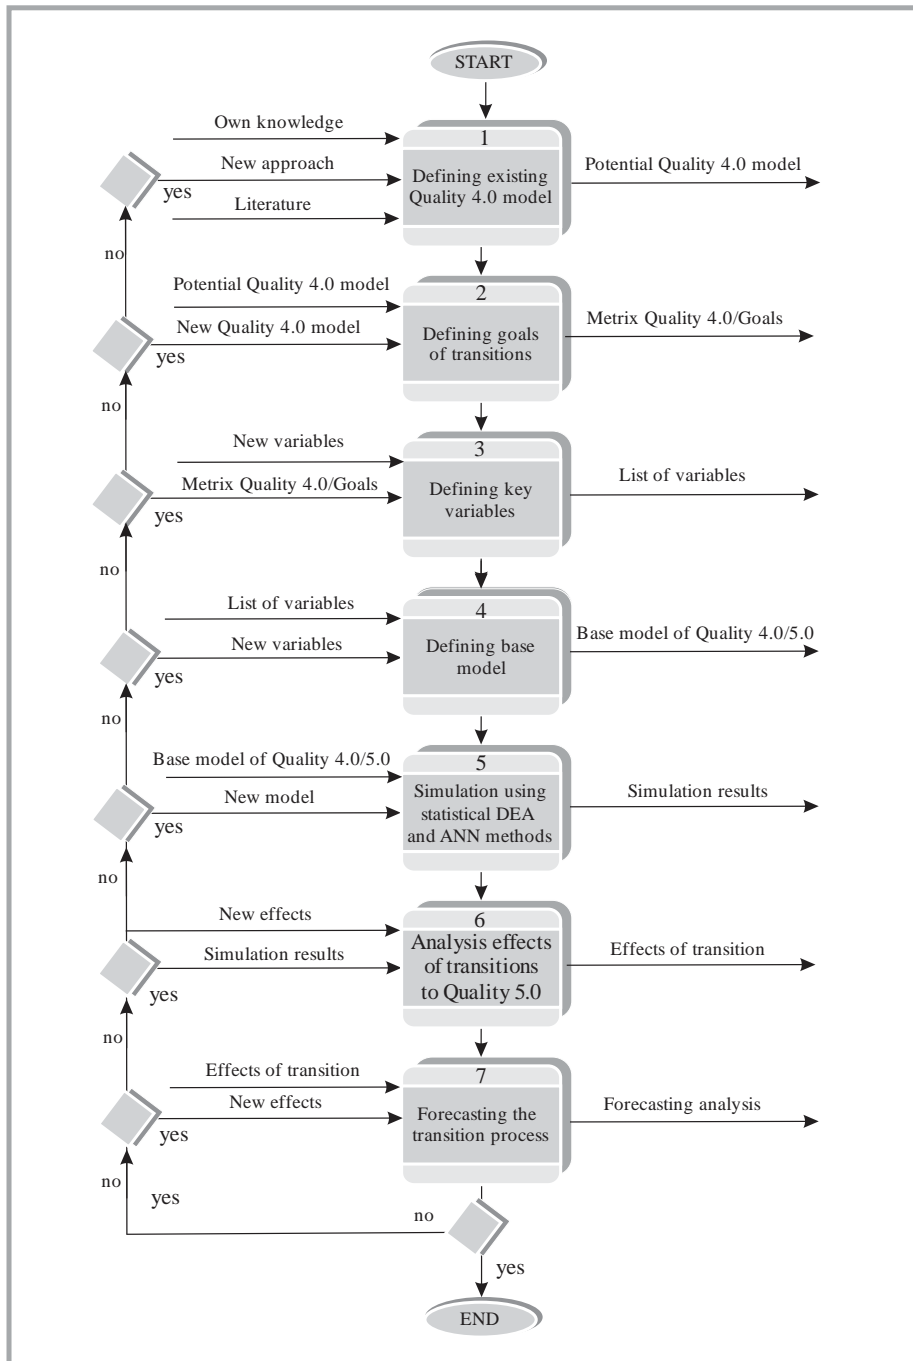 START
Own knowledge
1
New approach
Defining existing
Quality 4.0 model
Potential Quality 4.0 model
yes
Literature
no
Potential Quality 4.0 model
2
New Quality 4.0 model
Defining goals
of transitions
Metrix Quality 4.0/Goals
yes
no
New variables
3
Metrix Quality 4.0/Goals
Defining key
variables
List of variables
yes
no
List of variables
4
New variables
Defining base
model
Base model of Quality 4.0/5.0
yes
no
Base model of Quality 4.0/5.0
5
New model
Simulation using
statistical DEA
and ANN methods
Simulation results
yes
no
New effects
6
Simulation results
Analysis effects
of transitions
to Quality 5.0
Effects of transition
yes
no
Effects of transition
7
New effects
Forecasting the
transition process
Forecasting analysis
yes
no
yes
no
yes
END